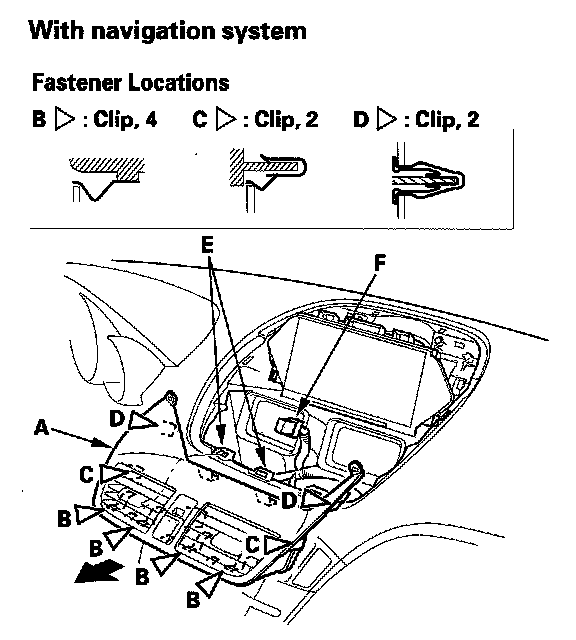 With navigation system
Fastener Locations
B ▷ : Clip, 4 C ▷ : Clip, 2 D ▷ : Clip, 2
E
F
D
A
C
D
B
B
C
B
B